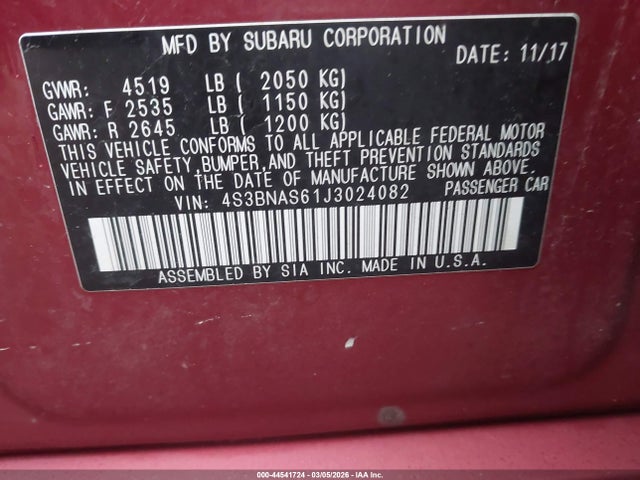 MFD BY SUBARU CORPORATION
DATE: 11/17
GVWR: 4519 LB ( 2050 KG)
GAWR: F 2535 LB ( 1150 KG)
GAWR: R 2645 LB ( 1200 KG)
THIS VEHICLE CONFORMS TO ALL APPLICABLE FEDERAL MOTOR
VEHICLE SAFETY,BUMPER,AND THEFT PREVENTION STANDARDS
IN EFFECT ON THE DATE OF MANUFACTURE SHOWN ABOVE.
VIN: 4S3BNAS61J3024082 PASSENGER CAR
ASSEMBLED BY SIA INC. MADE IN U.S.A.
000-44541724 | 03/05/2026 | IAA Inc.